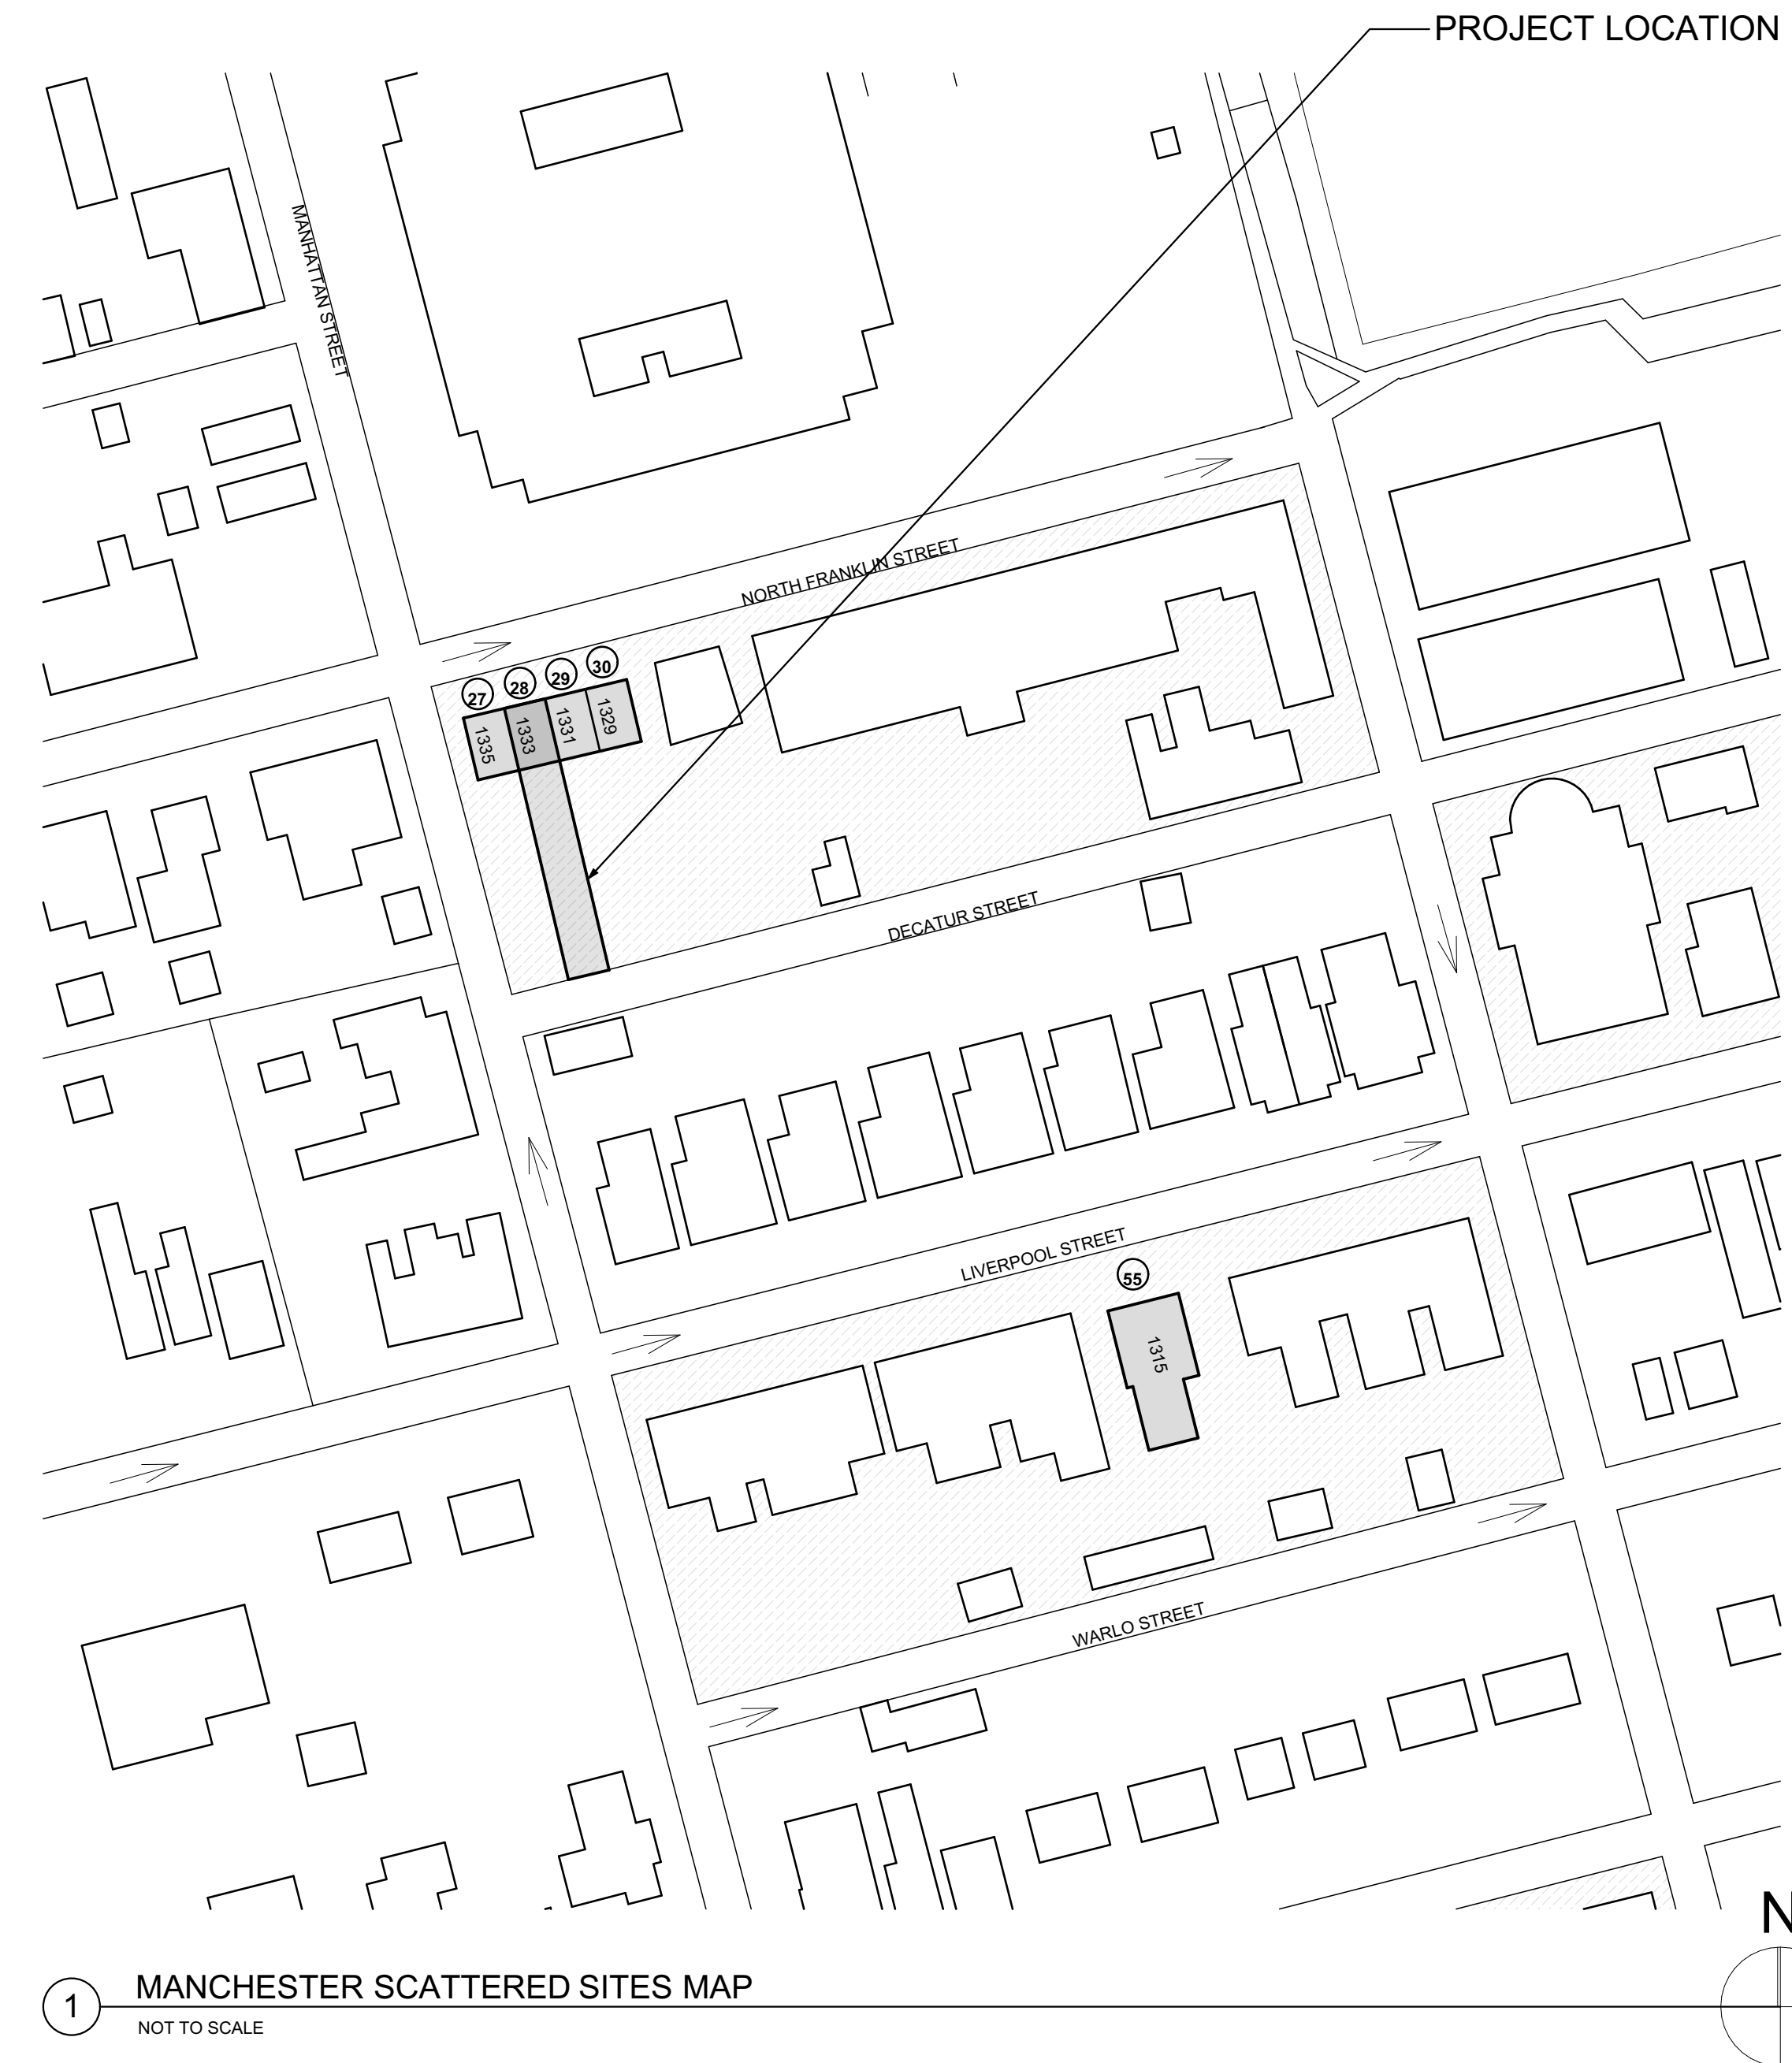 PROJECT LOCATION
MANHATTAN STREET
NORTH FRANKLIN STREET
27
28
29
30
1335
1333
1331
1329
DECATUR STREET
LIVERPOOL STREET
55
1315
WARLO STREET
N
1
MANCHESTER SCATTERED SITES MAP
NOT TO SCALE